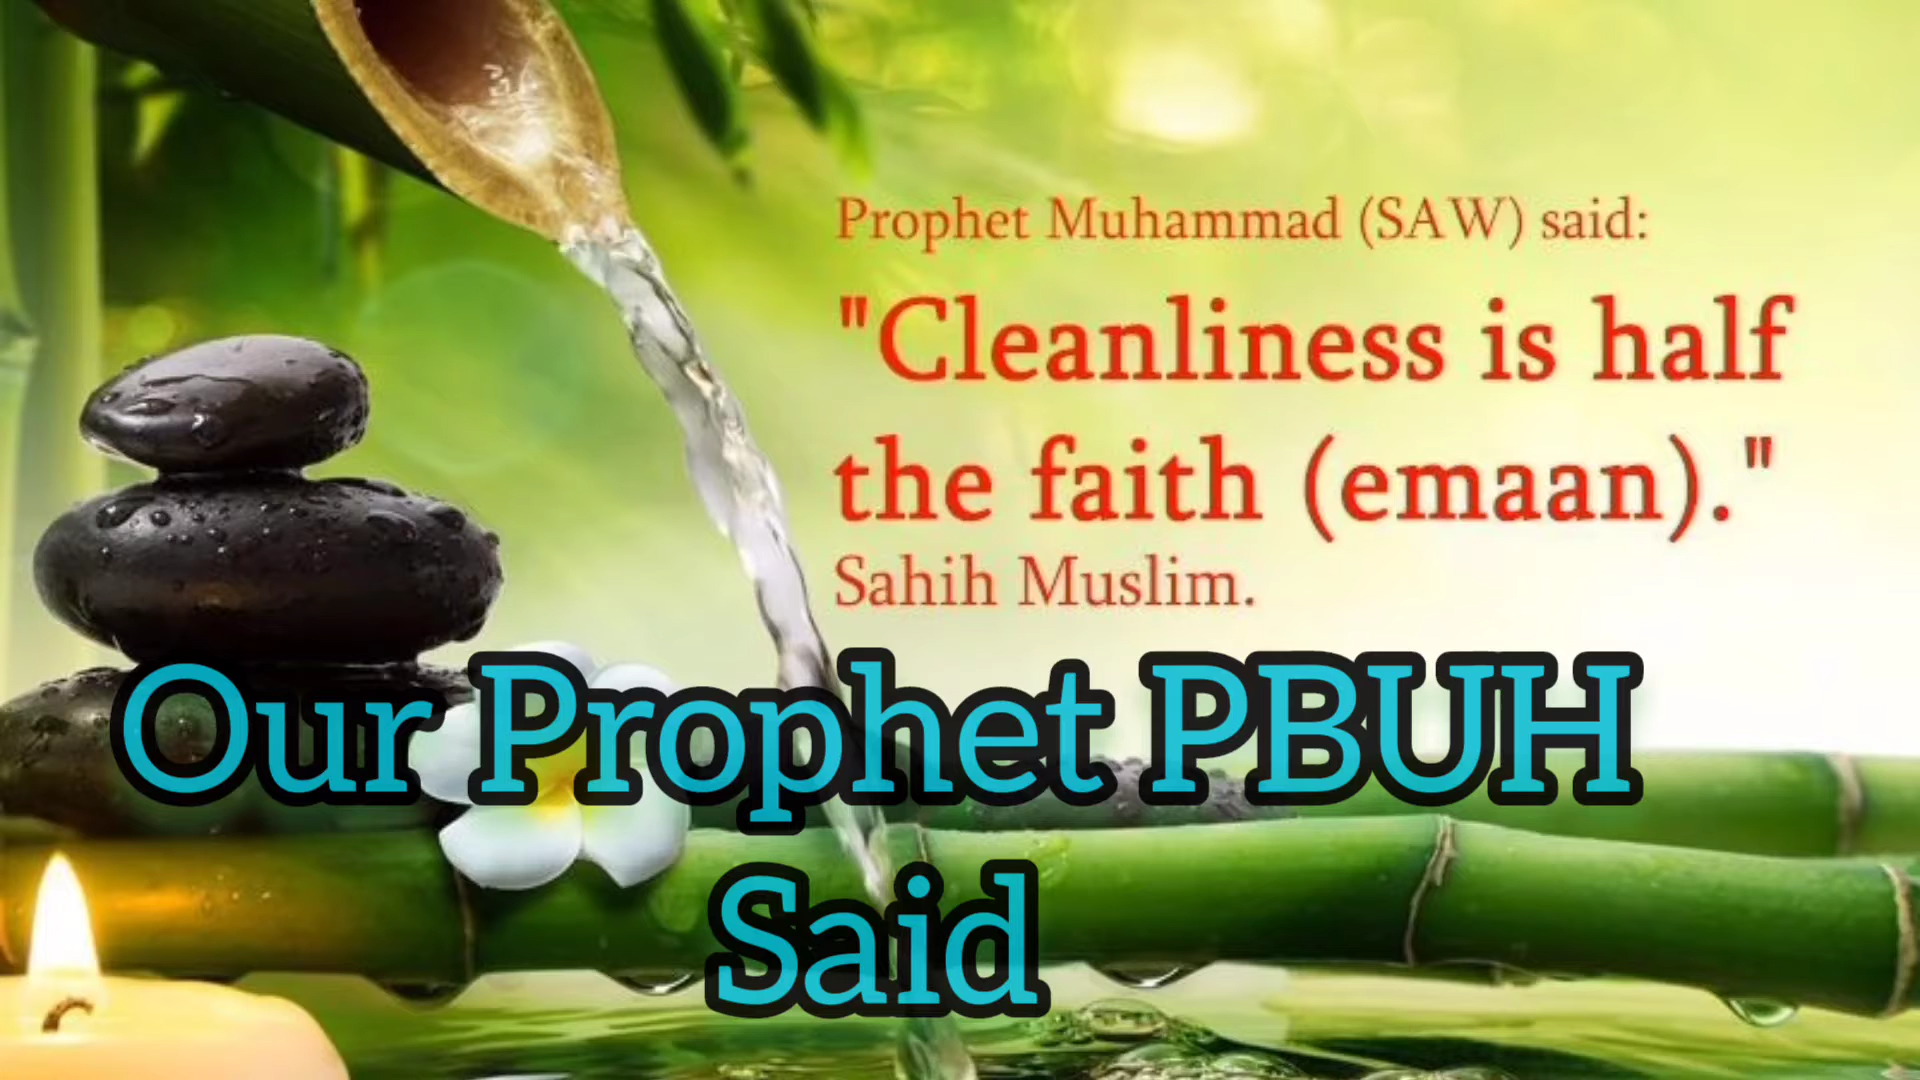 Prophet Muhammad (SAW) said:
"Cleanliness is half
the faith (emaan)."
Sahih Muslim.
Our Prophet PBUH
Said